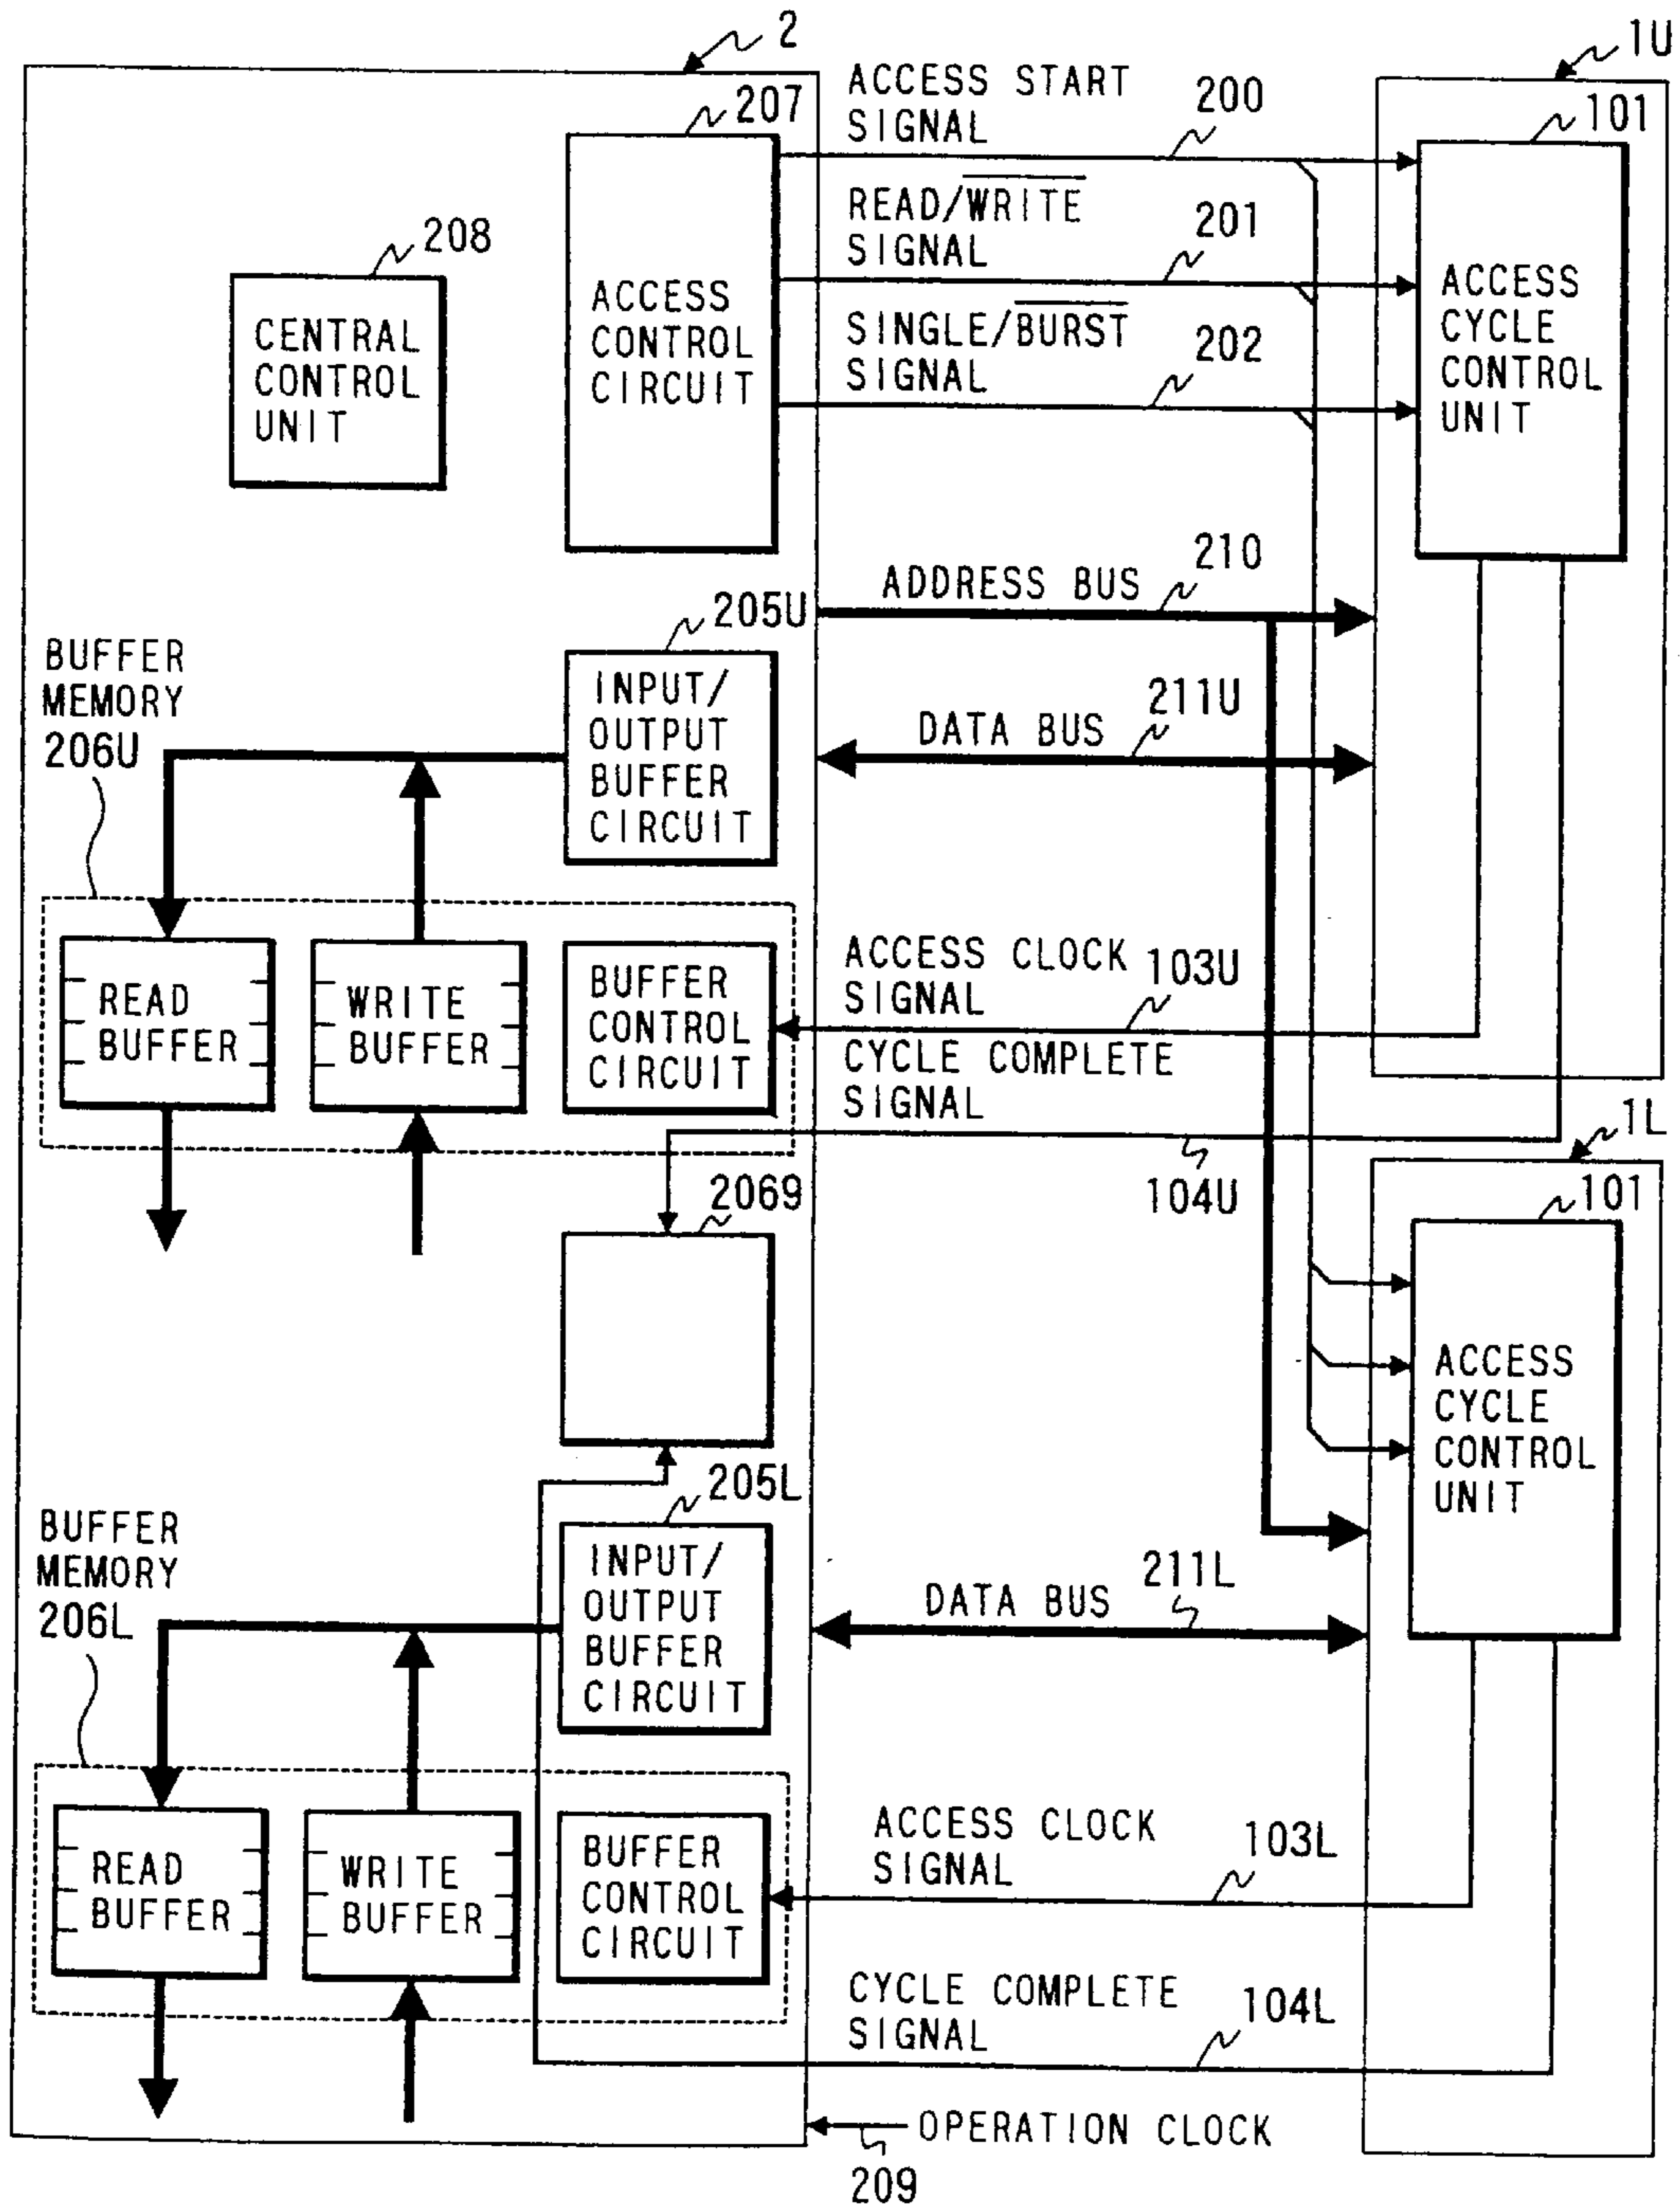 2
1U
207
ACCESS
CONTROL
CIRCUIT
208
CENTRAL
CONTROL
UNIT
ACCESS START
SIGNAL
200
READ/WRITE
SIGNAL
201
SINGLE/BURST
SIGNAL
202
101
ACCESS
CYCLE
CONTROL
UNIT
ADDRESS BUS
210
205U
INPUT/
OUTPUT
BUFFER
CIRCUIT
BUFFER
MEMORY
206U
DATA BUS
211U
READ
BUFFER
WRITE
BUFFER
BUFFER
CONTROL
CIRCUIT
ACCESS CLOCK
SIGNAL
103U
CYCLE COMPLETE
SIGNAL
104U
1L
2069
101
ACCESS
CYCLE
CONTROL
UNIT
205L
INPUT/
OUTPUT
BUFFER
CIRCUIT
BUFFER
MEMORY
206L
DATA BUS
211L
READ
BUFFER
WRITE
BUFFER
BUFFER
CONTROL
CIRCUIT
ACCESS CLOCK
SIGNAL
103L
CYCLE COMPLETE
SIGNAL
104L
OPERATION CLOCK
209